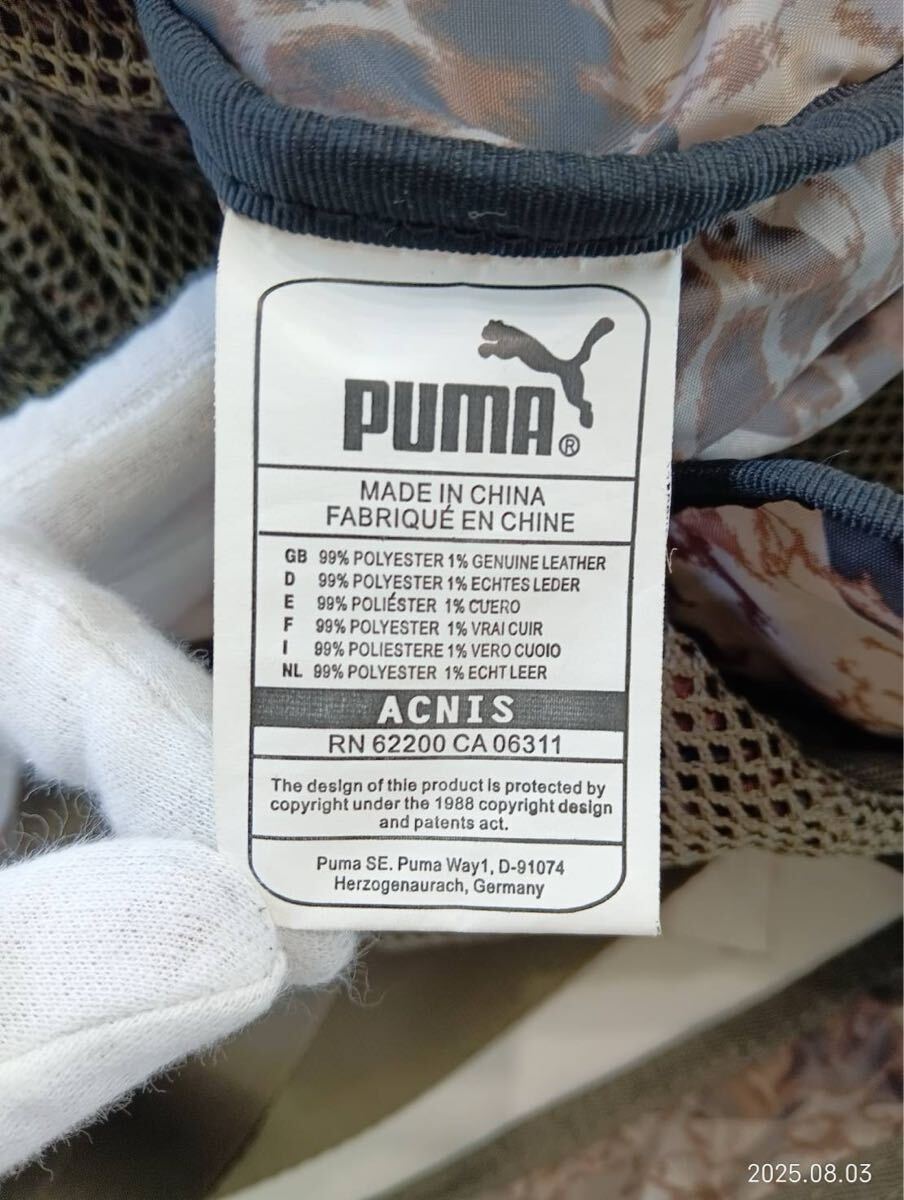 PUMA®
MADE IN CHINA
FABRIQUÉ EN CHINE
GB 99% POLYESTER 1% GENUINE LEATHER
D 99% POLYESTER 1% ECHTES LEDER
E 99% POLIÉSTER 1% CUERO
F 99% POLYESTER 1% VRAI CUIR
I 99% POLIESTERE 1% VERO CUOIO
NL 99% POLYESTER 1% ECHT LEER
ACNIS
RN 62200 CA 06311
The design of thie product is protected by
copyright under the 1988 copyright design
and patents act.
Puma SE. Puma Way1, D-91074
Herzogenaurach, Germany
2025.08.03